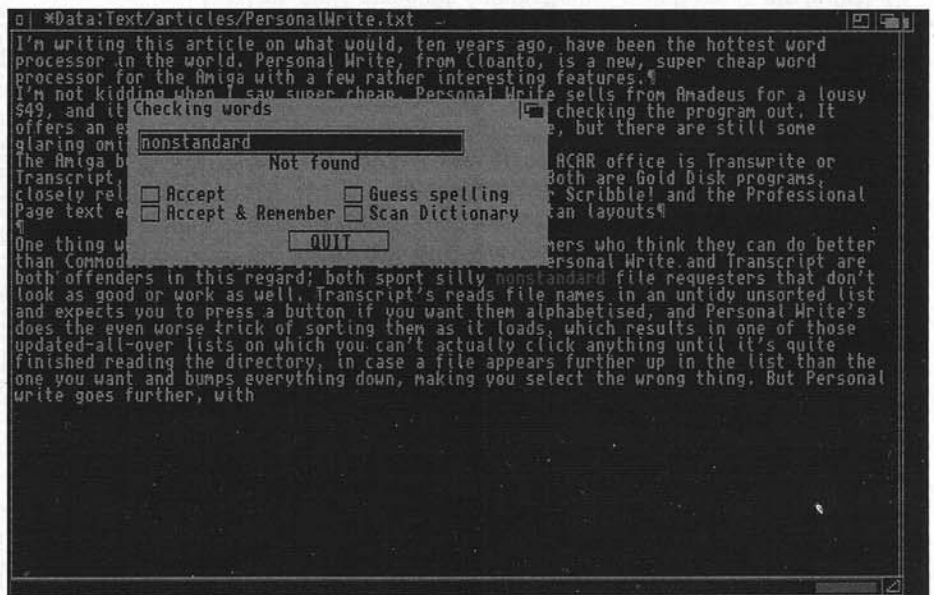 *Data:Text/articles/PersonalWrite.txt
I'm writing this article on what would, ten years ago, have been the hottest word
processor in the world. Personal Write, from Cloanto, is a new, super cheap word
processor for the Amiga with a few rather interesting features.¶
I'm not kidding when I say super cheap. Personal Write sells from Amadeus for a lousy
$49, and it checking the program out. It
offers an e, but there are still some
glaring omi
The Amiga b ACAR office is Transwrite or
Transcript, Both are Gold Disk programs,
closely rel r Scribble! and the Professional
Page text e tan layouts¶
¶
One thing w mers who think they can do better
than Commod ersonal Write and Transcript are
both offenders in this regard; both sport silly nonstandard file requesters that don't
look as good or work as well. Transcript's reads file names in an untidy unsorted list
and expects you to press a button if you want them alphabetised, and Personal Write's
does the even worse trick of sorting them as it loads, which results in one of those
updated-all-over lists on which you can't actually click anything until it's quite
finished reading the directory, in case a file appears further up in the list than the
one you want and bumps everything down, making you select the wrong thing. But Personal
write goes further, with
Checking words
nonstandard
Not found
Accept Guess spelling
Accept & Remember Scan Dictionary
QUIT